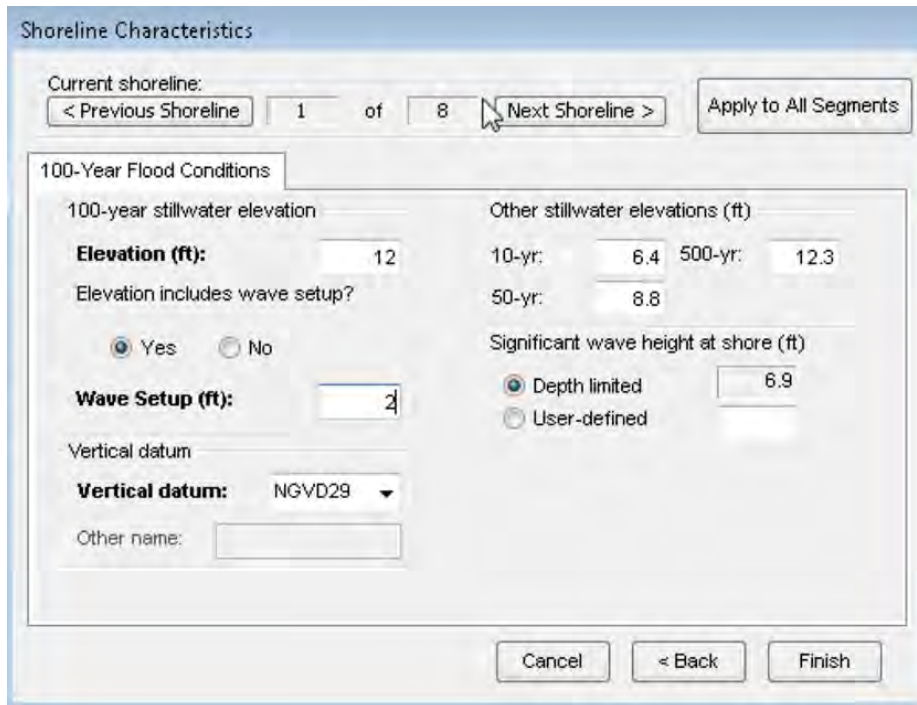 Shoreline Characteristics
Current shoreline:
< Previous Shoreline 1 of 8 Next Shoreline >
Apply to All Segments
100-Year Flood Conditions
100-year stillwater elevation
Elevation (ft): 12
Elevation includes wave setup?
Yes No
Wave Setup (ft): 2
Vertical datum
Vertical datum: NGVD29
Other name:
Other stillwater elevations (ft)
10-yr: 6.4 500-yr: 12.3
50-yr: 8.8
Significant wave height at shore (ft)
Depth limited 6.9
User-defined
Cancel < Back Finish